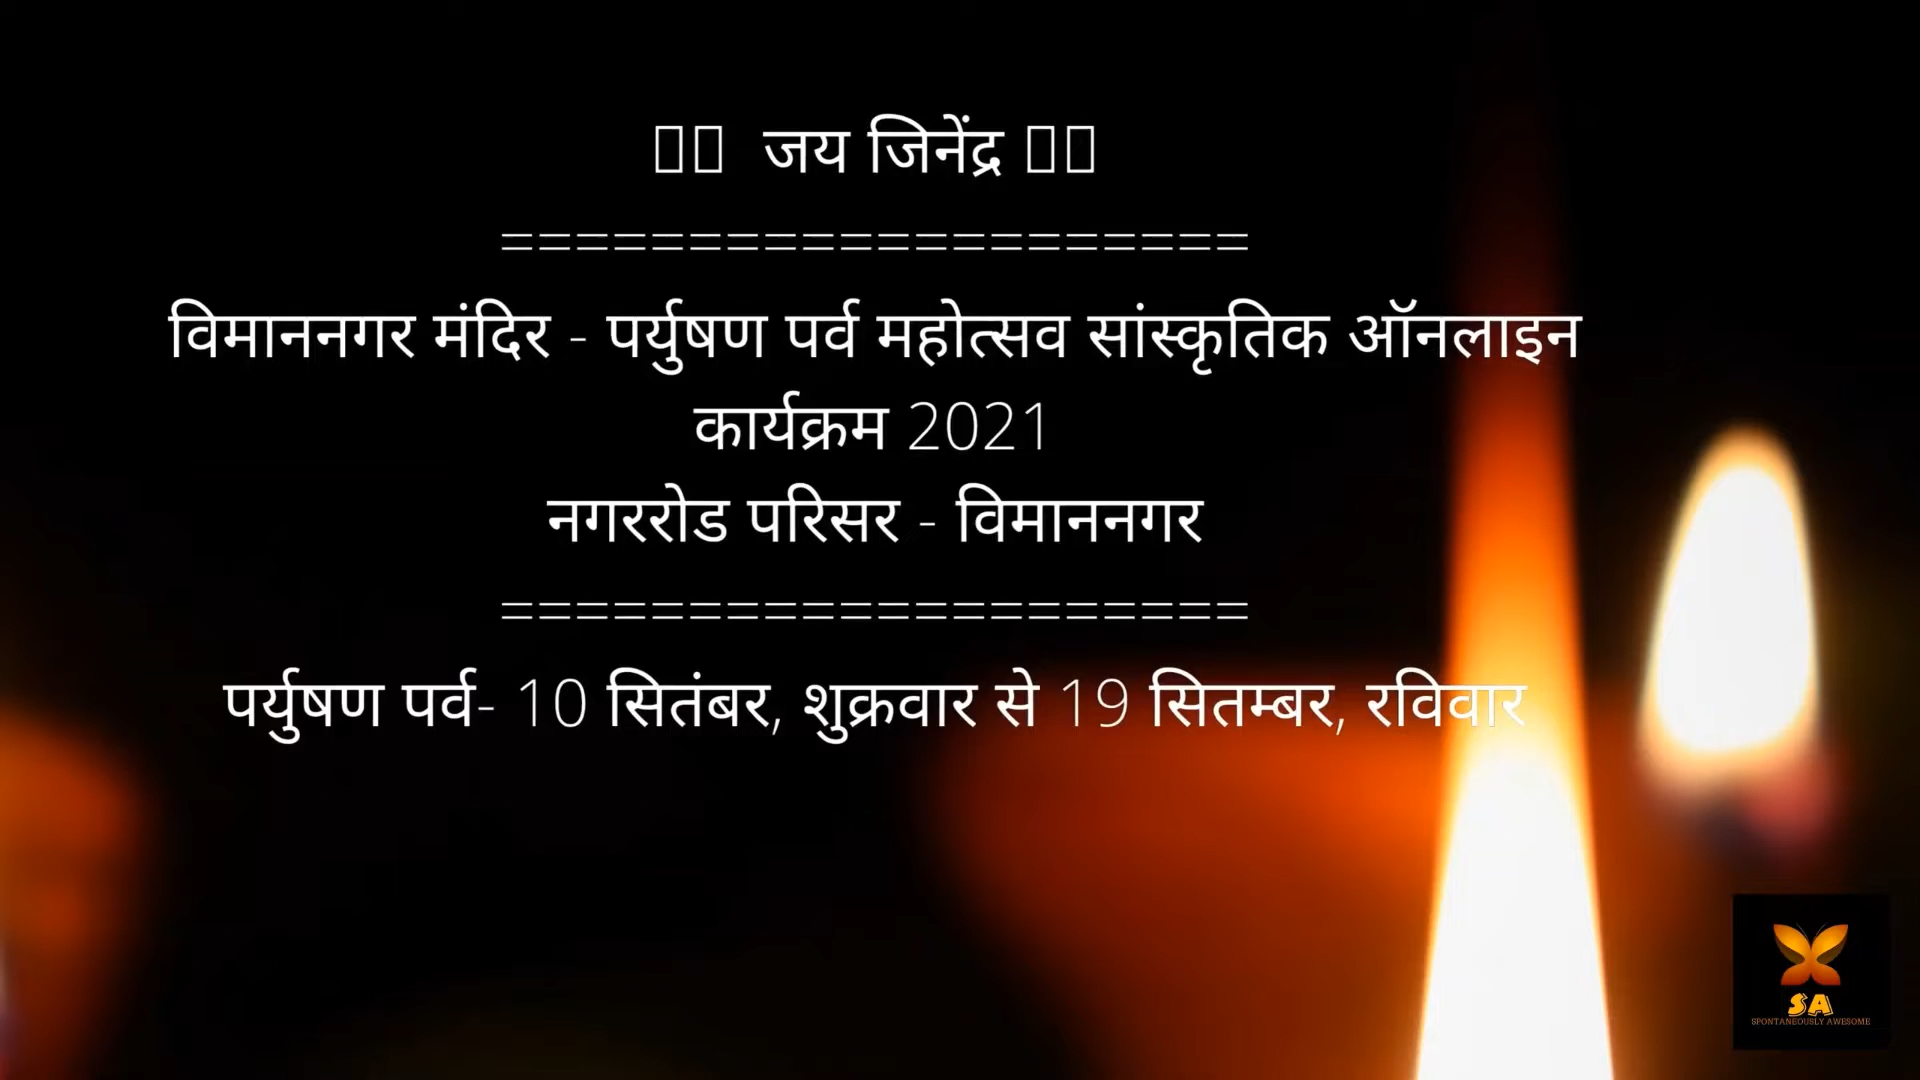 ▯▯ जय जिनेंद्र ▯▯
====================
विमाननगर मंदिर - पर्युषण पर्व महोत्सव सांस्कृतिक ऑनलाइन
कार्यक्रम 2021
नगररोड परिसर - विमाननगर
====================
पर्युषण पर्व- 10 सितंबर, शुक्रवार से 19 सितम्बर, रविवार
SA
SPONTANEOUSLY AWESOME